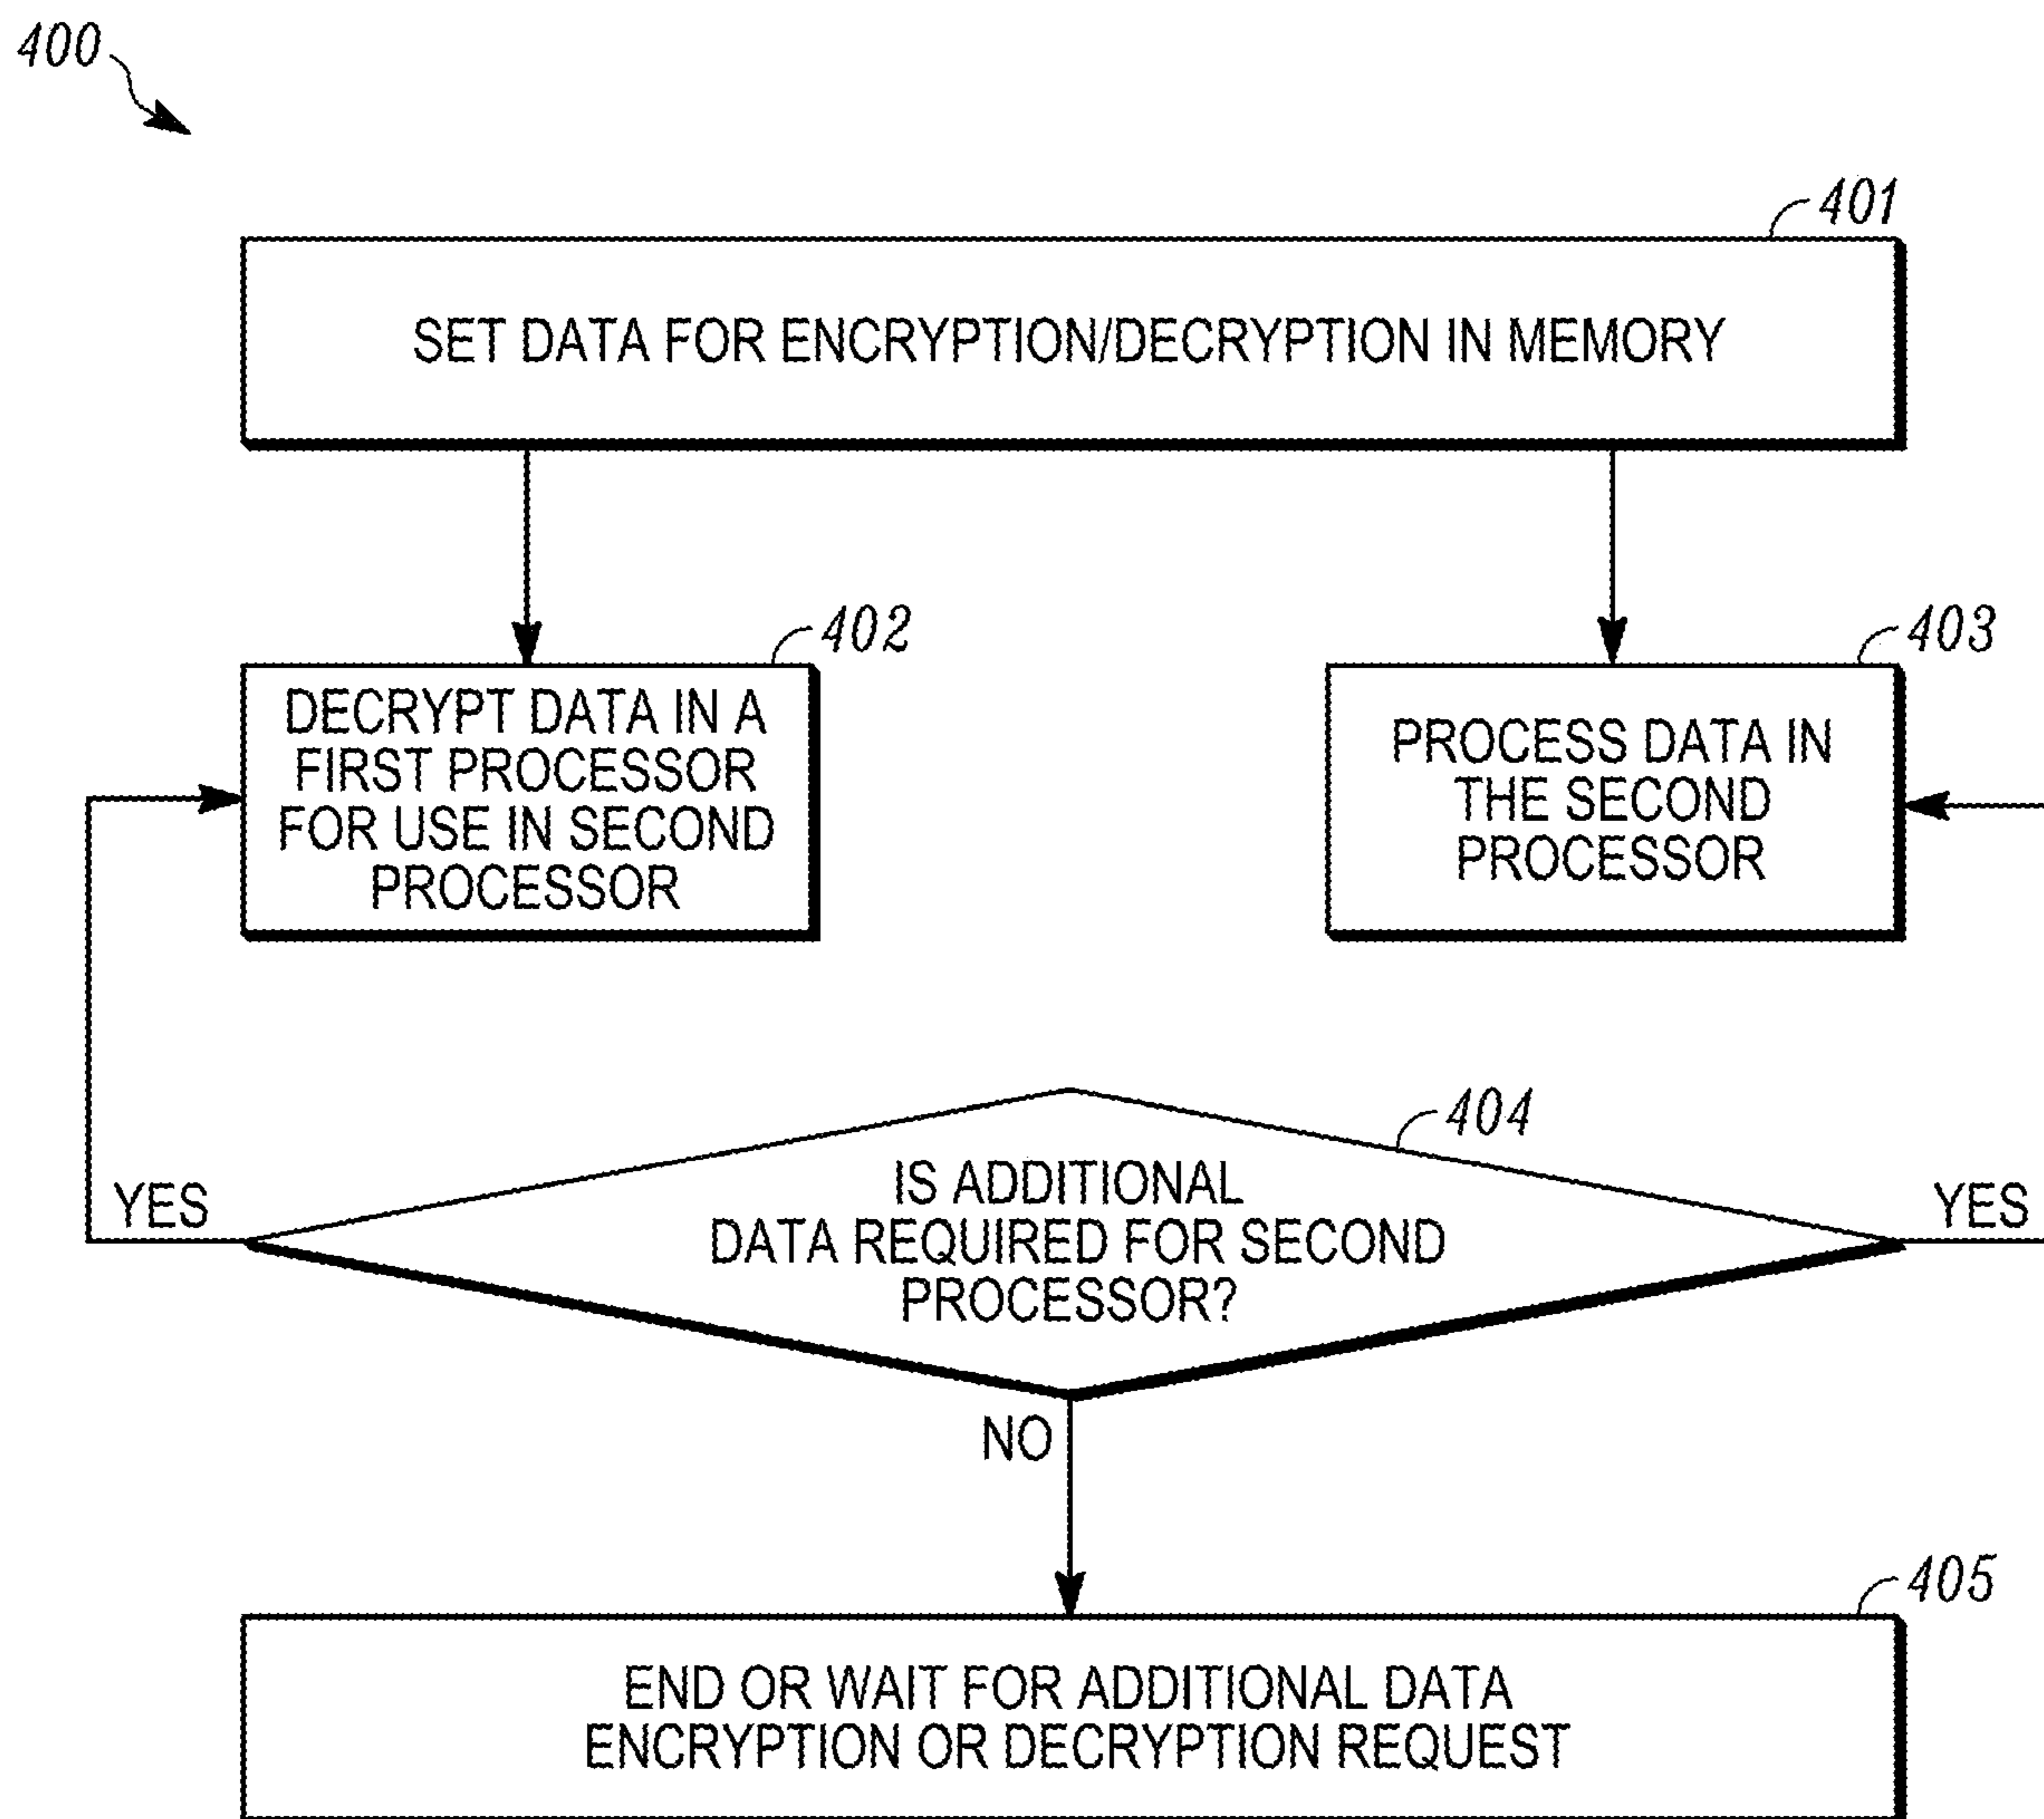 400
401
SET DATA FOR ENCRYPTION/DECRYPTION IN MEMORY
402
DECRYPT DATA IN A
FIRST PROCESSOR
FOR USE IN SECOND
PROCESSOR
403
PROCESS DATA IN
THE SECOND
PROCESSOR
404
IS ADDITIONAL
DATA REQUIRED FOR SECOND
PROCESSOR?
YES
YES
NO
405
END OR WAIT FOR ADDITIONAL DATA
ENCRYPTION OR DECRYPTION REQUEST